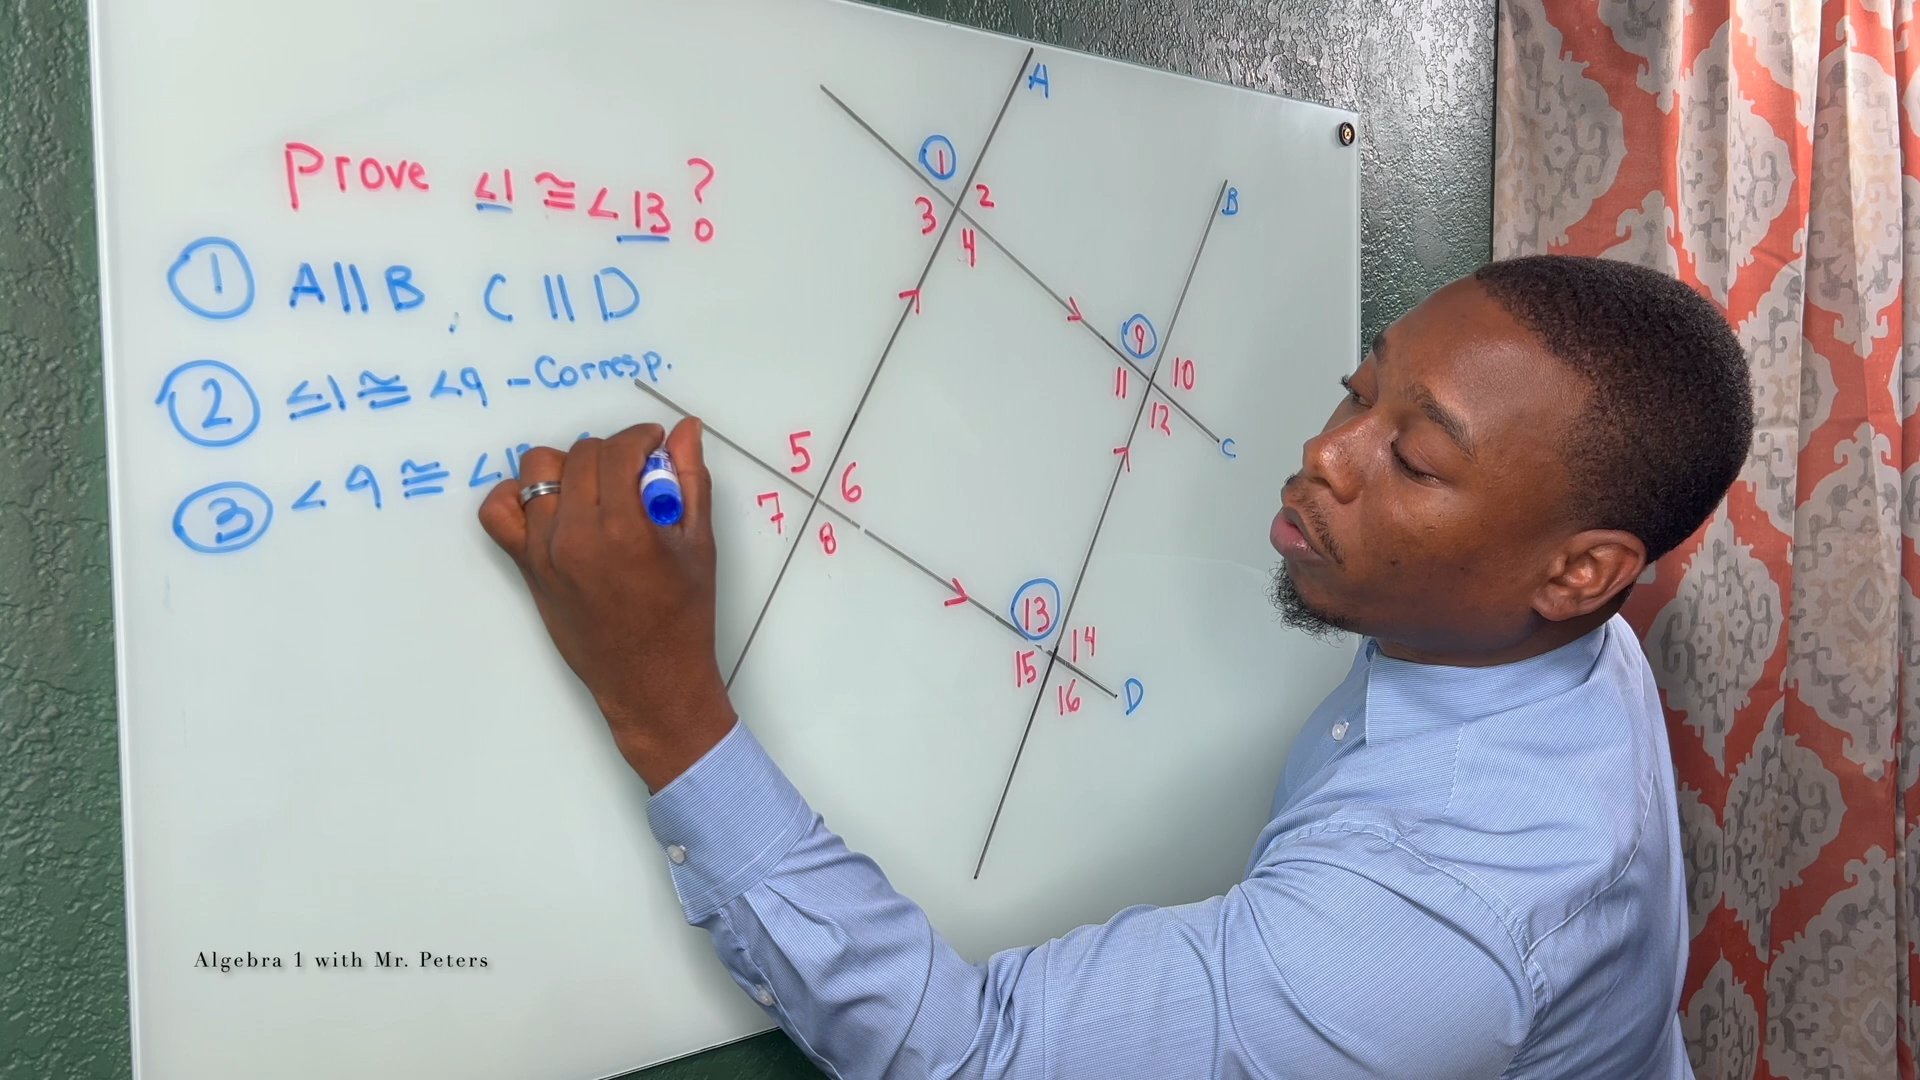 Prove ∠1 ≅ ∠13 ?
① A || B , C || D
② ∠1 ≅ ∠9 - Corresp.
③ ∠9 ≅
A
B
1
2
3
4
9
10
11
12
C
5
6
7
8
13
14
15
16
D
Algebra 1 with Mr. Peters